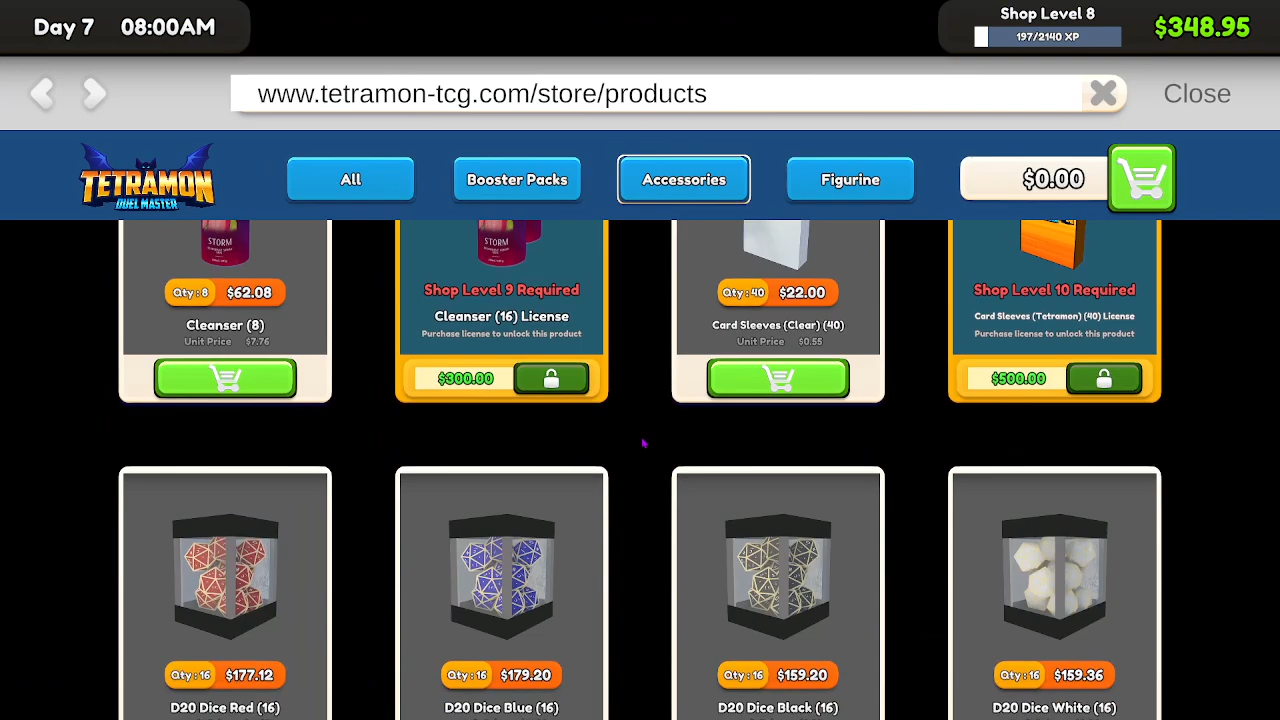 Day 7 08:00AM
Shop Level 8
197/2140 XP
$348.95
www.tetramon-tcg.com/store/products
Close
TETRAMON
DUEL MASTER
All
Booster Packs
Accessories
Figurine
$0.00
STORM
Qty : 8 $62.08
Cleanser (8)
Unit Price $7.76
STORM
Shop Level 9 Required
Cleanser (16) License
Purchase license to unlock this product
$300.00
Qty : 40 $22.00
Card Sleeves (Clear) (40)
Unit Price $0.55
Shop Level 10 Required
Card Sleeves (Tetramon) (40) License
Purchase license to unlock this product
$500.00
Qty : 16 $177.12
D20 Dice Red (16)
Qty : 16 $179.20
D20 Dice Blue (16)
Qty : 16 $159.20
D20 Dice Black (16)
Qty : 16 $159.36
D20 Dice White (16)